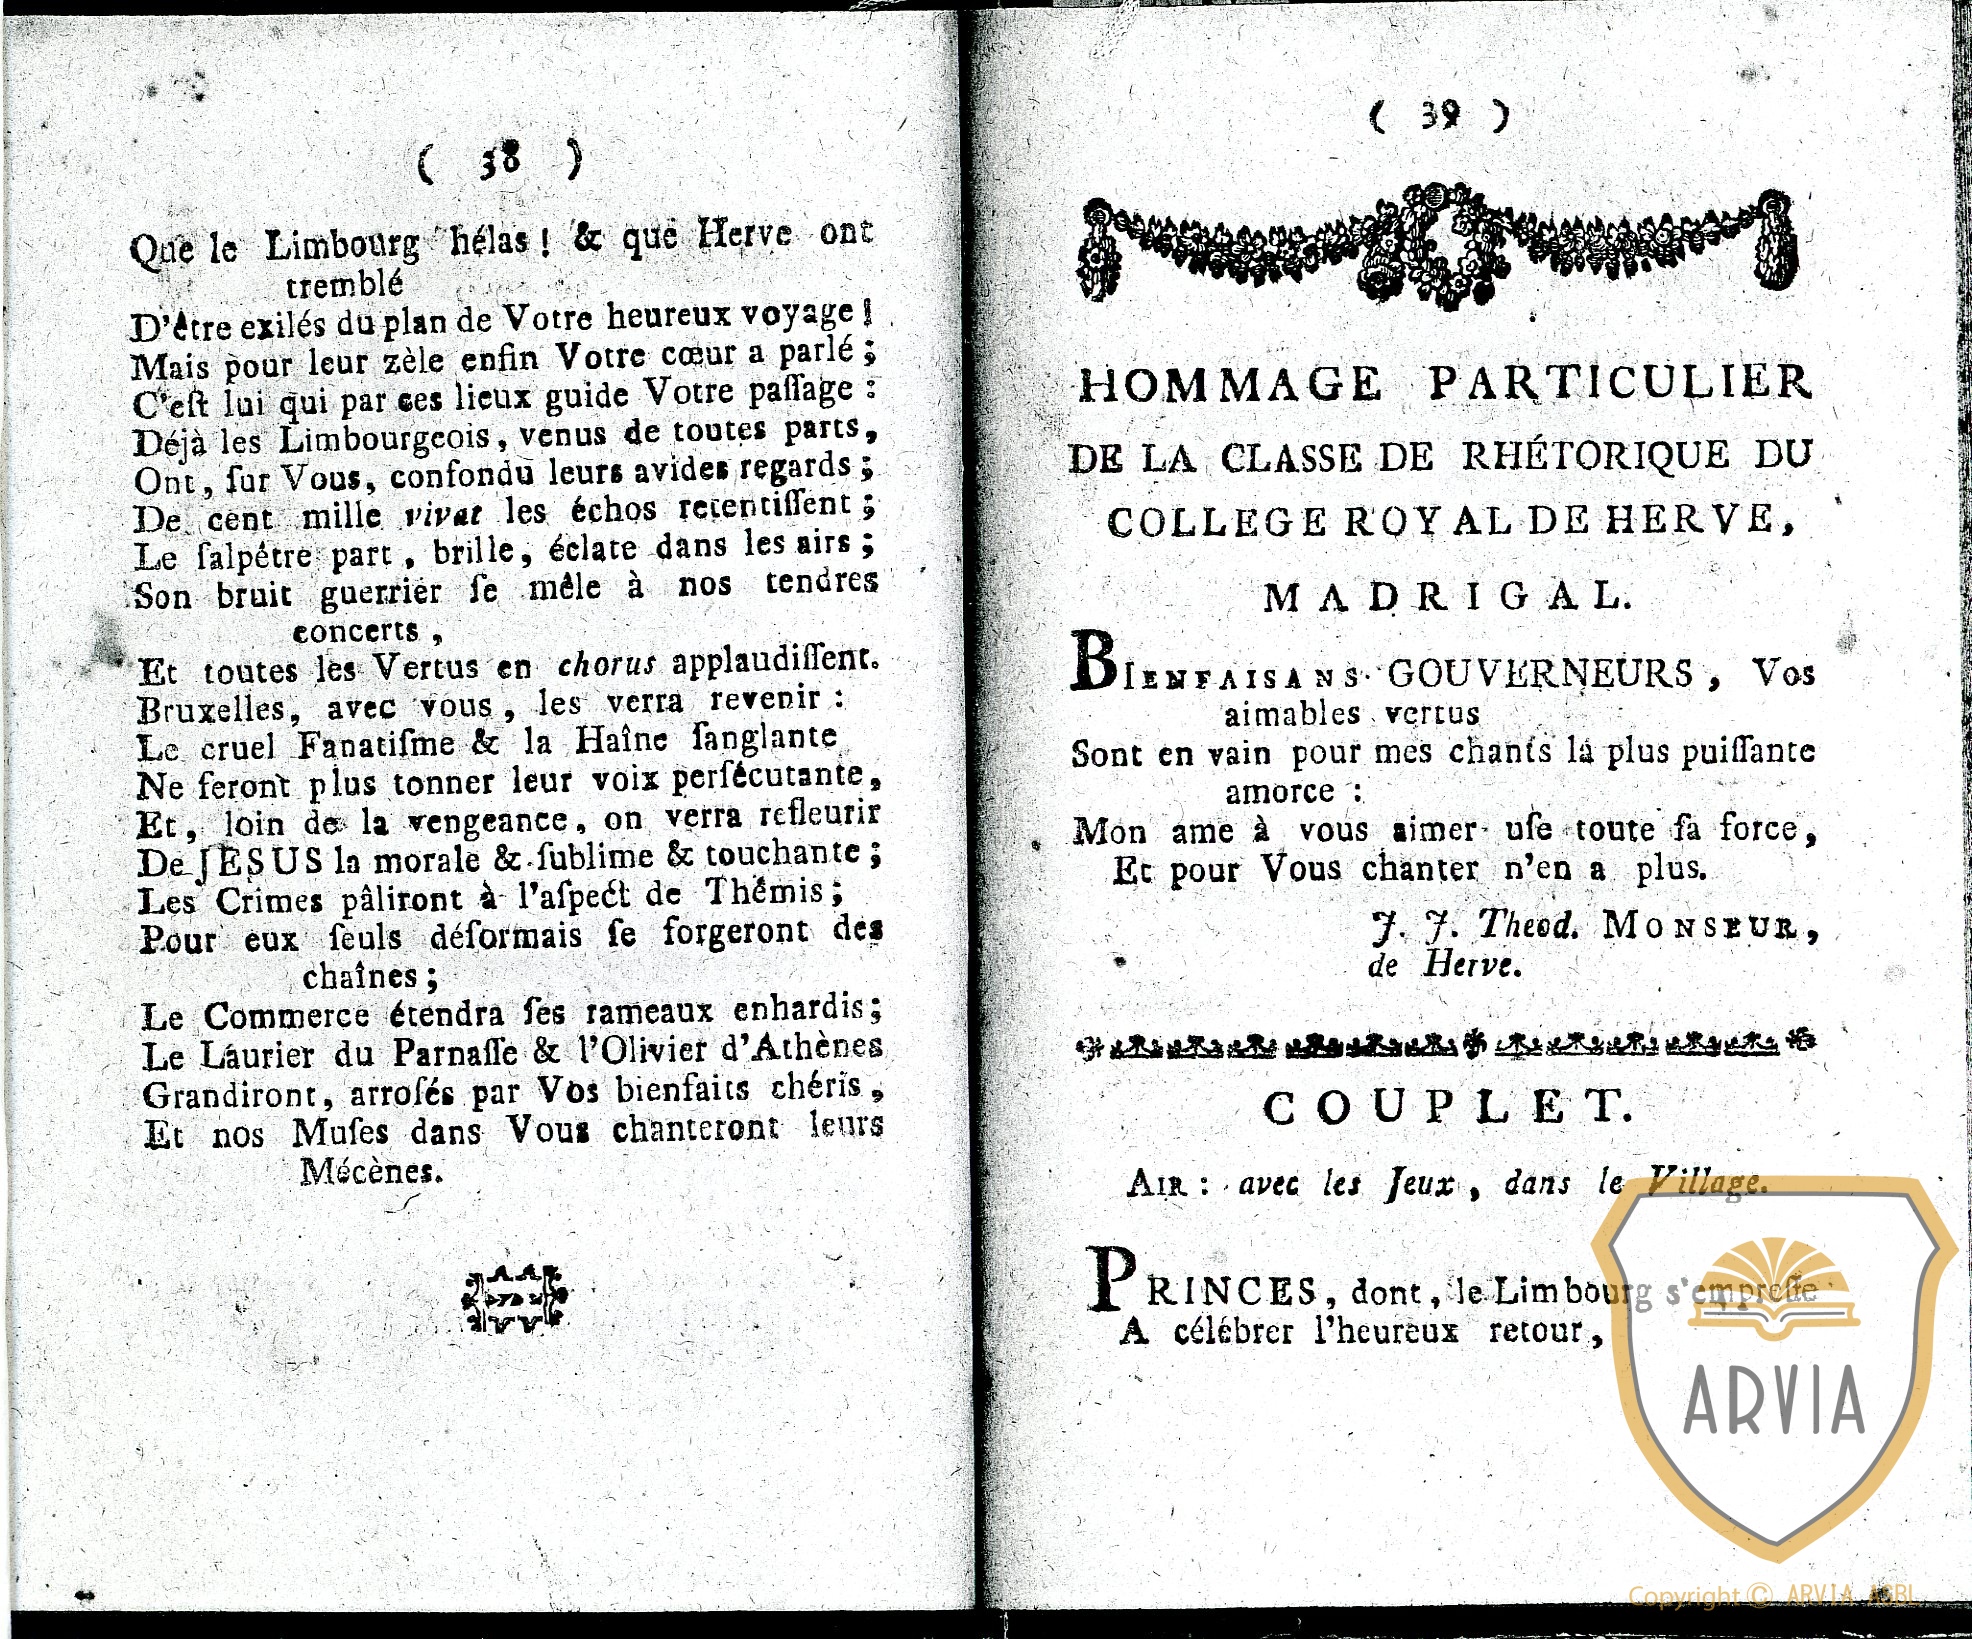 ( 38 )
Que le Limbourg hélas ! & que Herve ont
tremblé
D'être exilés du plan de Votre heureux voyage !
Mais pour leur zèle enfin Votre cœur a parlé ;
C'eſt lui qui par ces lieux guide Votre paſſage :
Déjà les Limbourgeois, venus de toutes parts,
Ont, ſur Vous, confondu leurs avides regards ;
De cent mille vivat les échos retentiſſent ;
Le ſalpêtre part, brille, éclate dans les airs ;
Son bruit guerrier ſe mêle à nos tendres
concerts,
Et toutes les Vertus en chorus applaudiſſent.
Bruxelles, avec vous, les verra revenir :
Le cruel Fanatiſme & la Haîne ſanglante
Ne feront plus tonner leur voix perſécutante,
Et, loin de la vengeance, on verra refleurir
De JESUS la morale & ſublime & touchante ;
Les Crimes pâliront à l'aſpect de Thémis ;
Pour eux ſeuls déſormais ſe forgeront des
chaînes ;
Le Commerce étendra ſes rameaux enhardis ;
Le Laurier du Parnaſſe & l'Olivier d'Athènes
Grandiront, arroſés par Vos bienfaits chéris,
Et nos Muſes dans Vous chanteront leurs
Mécènes.
( 39 )
HOMMAGE PARTICULIER
DE LA CLASSE DE RHÉTORIQUE DU
COLLEGE ROYAL DE HERVE,
MADRIGAL.
BIENFAISANS GOUVERNEURS, Vos
aimables vertus
Sont en vain pour mes chants la plus puiſſante
amorce :
Mon ame à vous aimer uſe toute ſa force,
Et pour Vous chanter n'en a plus.
J. J. Theod. MONSEUR,
de Herve.
COUPLET.
AIR : avec les Jeux, dans le Village.
PRINCES, dont, le Limbourg s'empreſſe
A célébrer l'heureux retour,
ARVIA
Copyright © ARVIA ASBL